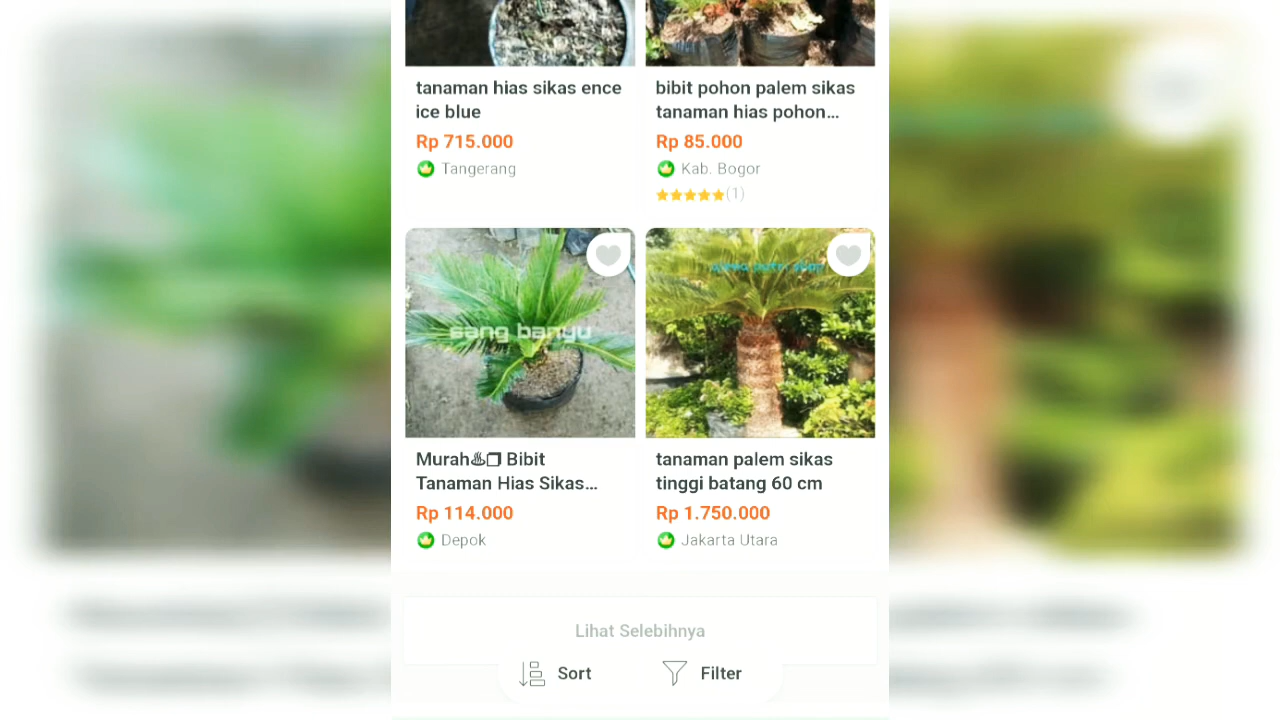 tanaman hias sikas ence
ice blue
Rp 715.000
Tangerang
bibit pohon palem sikas
tanaman hias pohon...
Rp 85.000
Kab. Bogor
(1)
sang banyu
Murah♨❐ Bibit
Tanaman Hias Sikas...
Rp 114.000
Depok
tanaman palem sikas
tinggi batang 60 cm
Rp 1.750.000
Jakarta Utara
Lihat Selebihnya
Sort
Filter